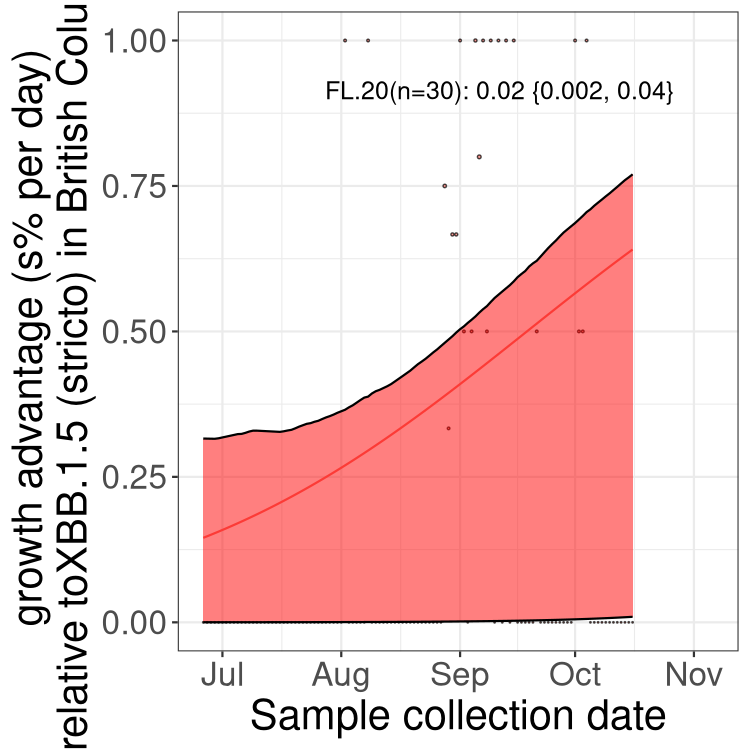 growth advantage (s% per day)
relative toXBB.1.5 (stricto) in British Colu
1.00
0.75
0.50
0.25
0.00
FL.20(n=30): 0.02 {0.002, 0.04}
Jul Aug Sep Oct Nov
Sample collection date